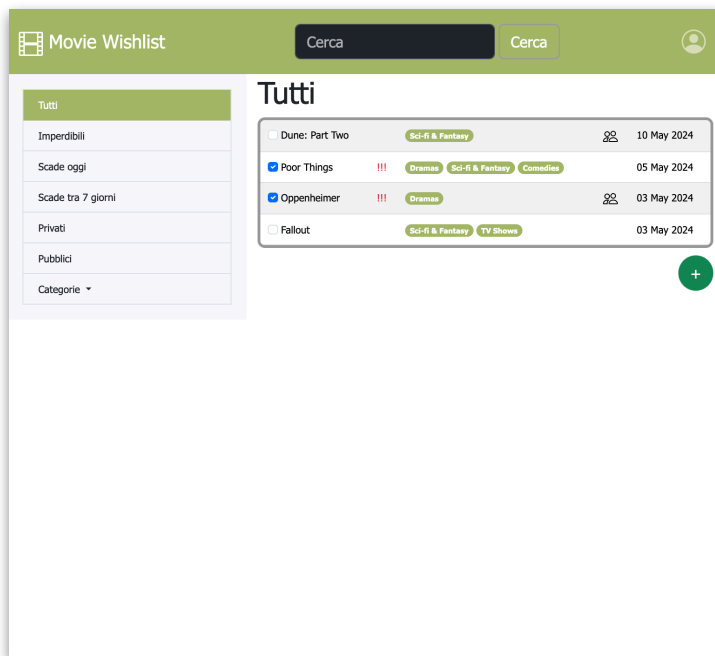 Movie Wishlist Cerca Cerca
Tutti
Tutti
Imperdibili
Scade oggi
Scade tra 7 giorni
Privati
Pubblici
Categorie
Dune: Part Two Sci-fi & Fantasy 10 May 2024
Poor Things !!! Dramas Sci-fi & Fantasy Comedies 05 May 2024
Oppenheimer !!! Dramas 03 May 2024
Fallout Sci-fi & Fantasy TV Shows 03 May 2024
+